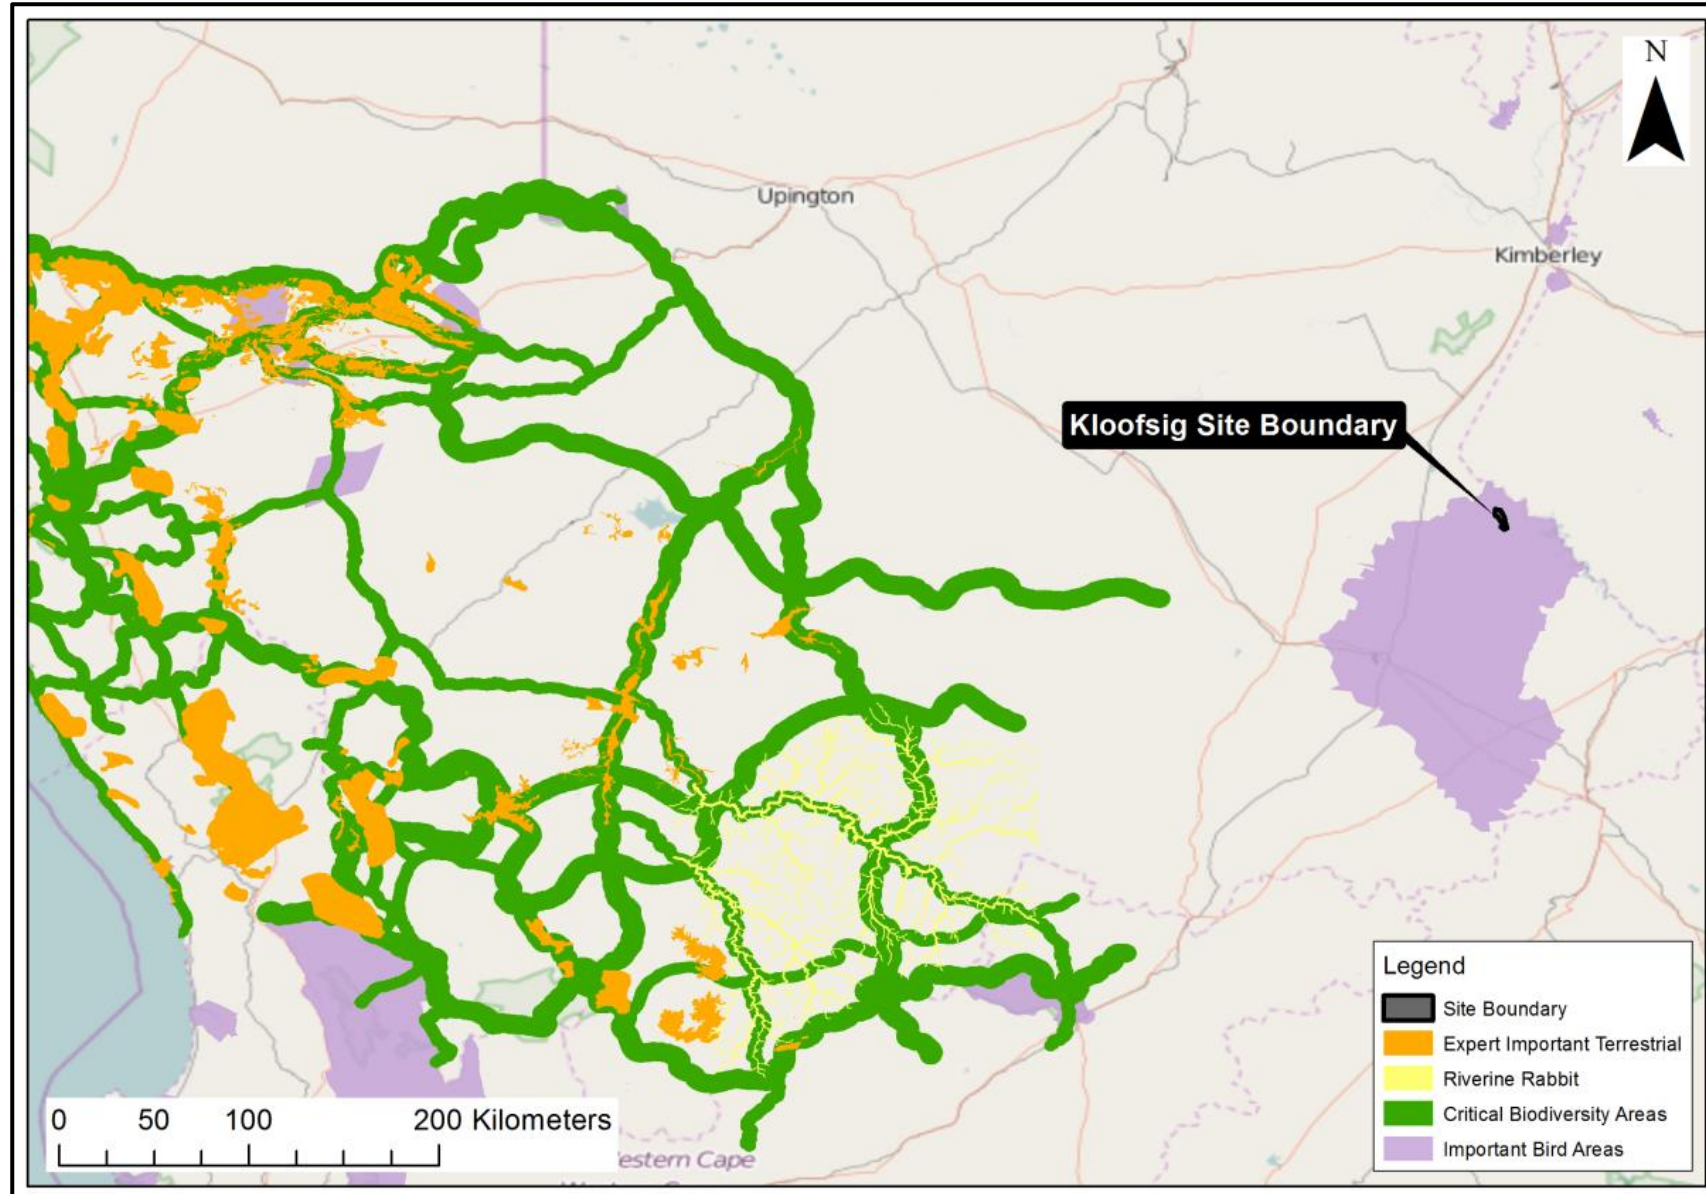 N
Upington
Kimberley
Kloofsig Site Boundary
Legend
Site Boundary
Expert Important Terrestrial
Riverine Rabbit
Critical Biodiversity Areas
Important Bird Areas
0 50 100 200 Kilometers
estern Cape